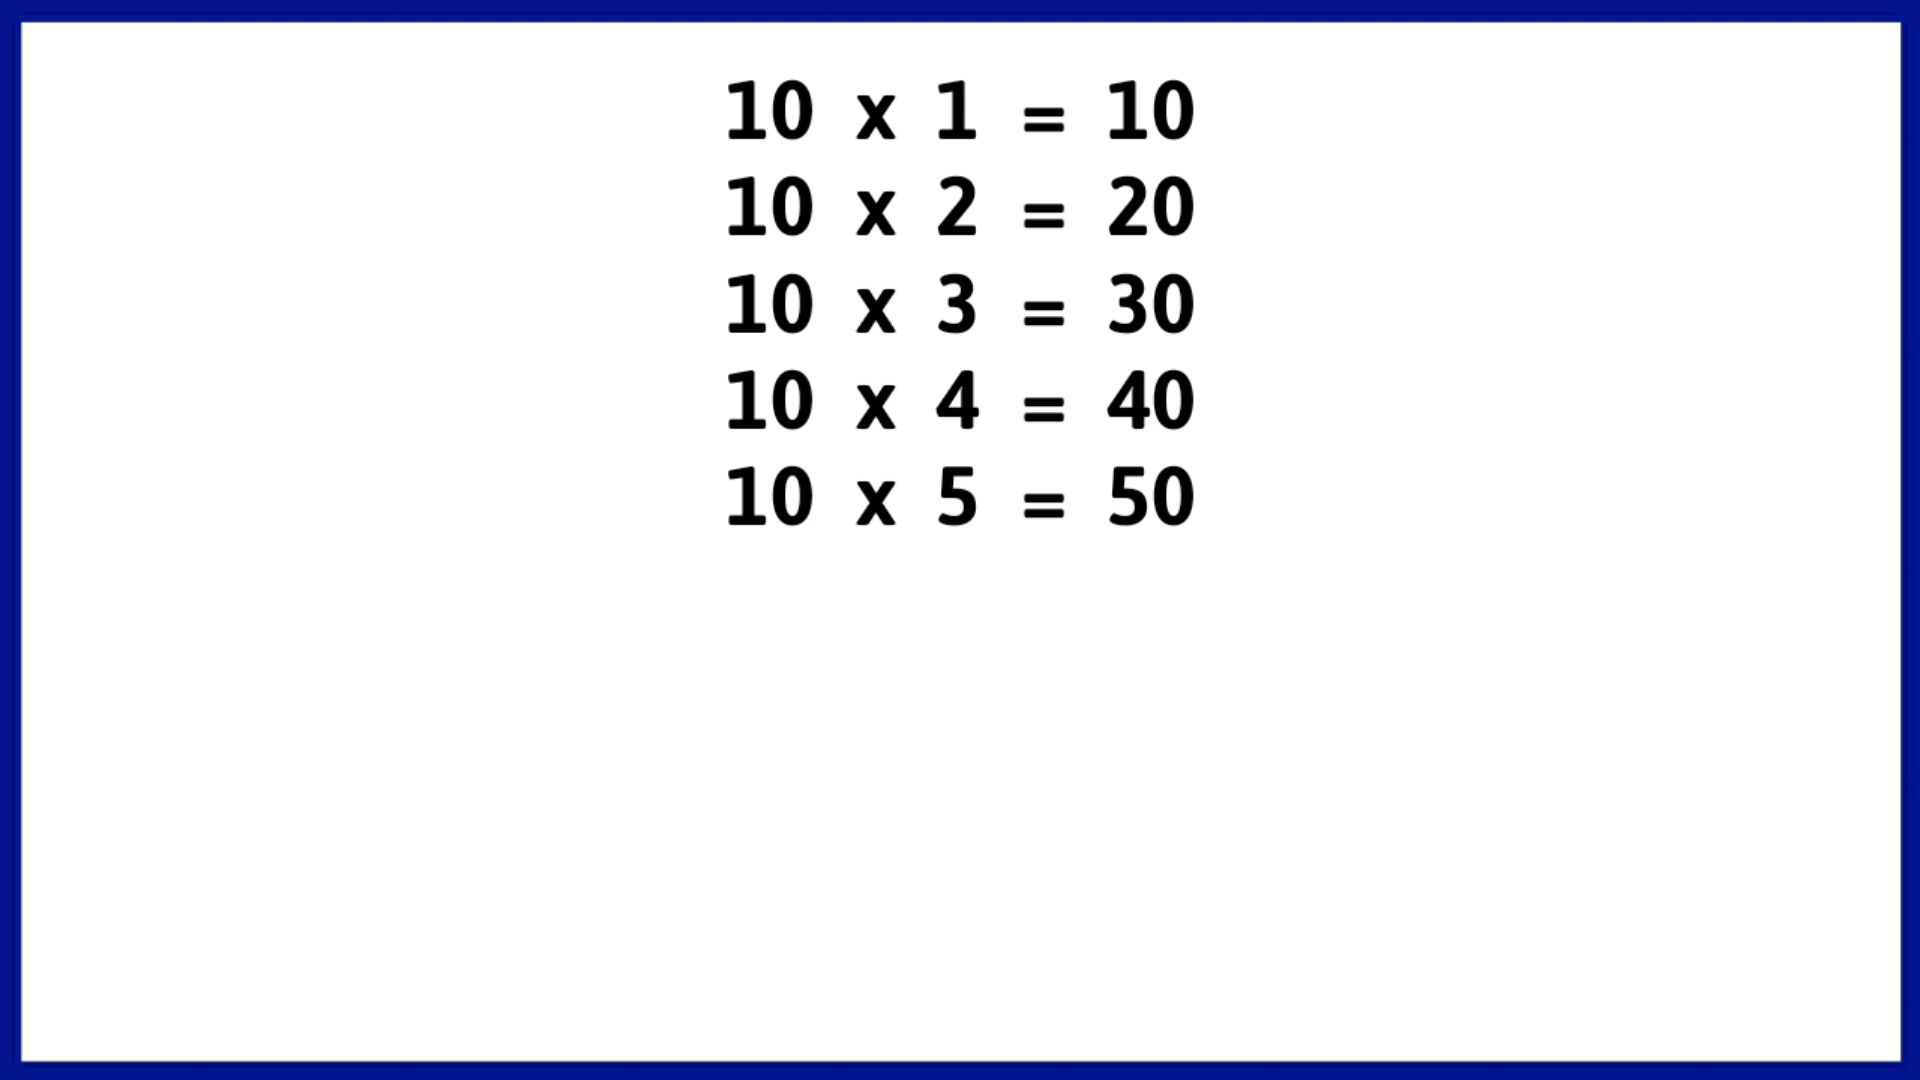 10 x 1 = 10
10 x 2 = 20
10 x 3 = 30
10 x 4 = 40
10 x 5 = 50